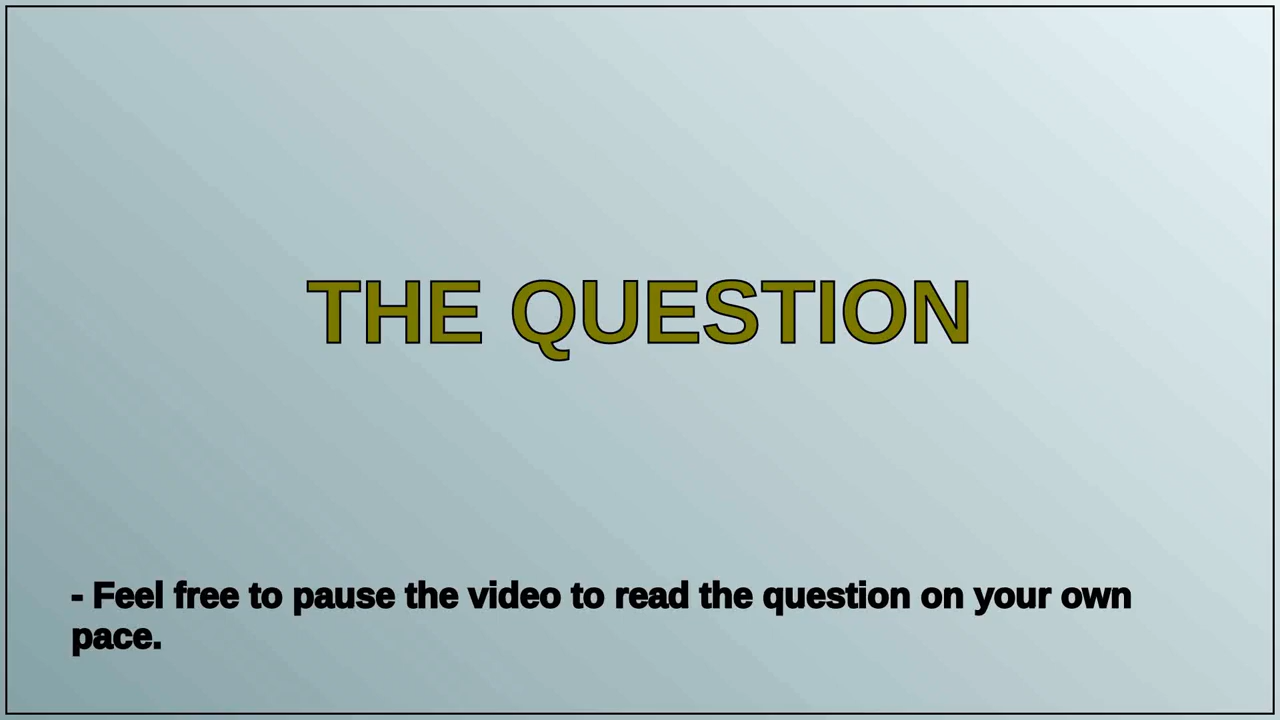 THE QUESTION
- Feel free to pause the video to read the question on your own
pace.